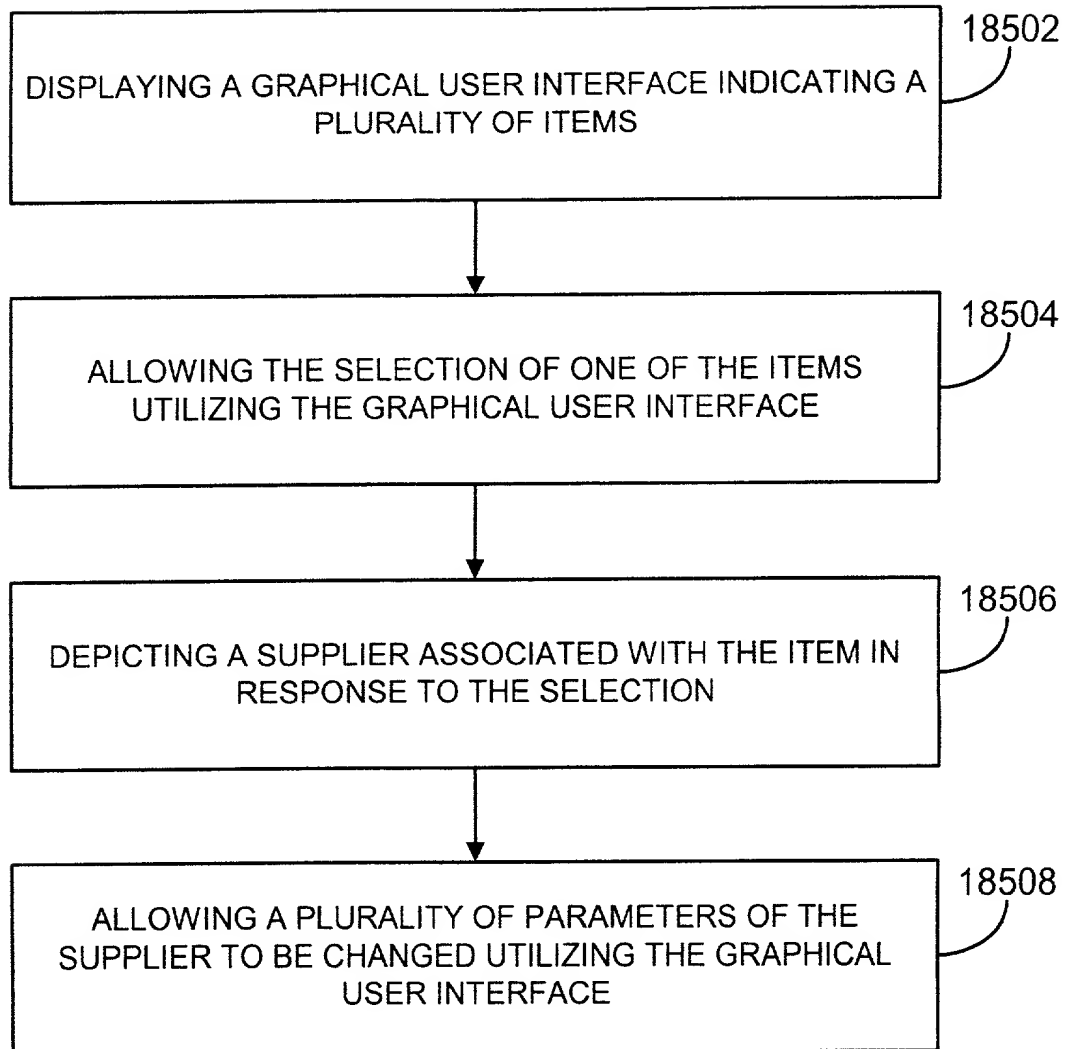 18502
DISPLAYING A GRAPHICAL USER INTERFACE INDICATING A
PLURALITY OF ITEMS
18504
ALLOWING THE SELECTION OF ONE OF THE ITEMS
UTILIZING THE GRAPHICAL USER INTERFACE
18506
DEPICTING A SUPPLIER ASSOCIATED WITH THE ITEM IN
RESPONSE TO THE SELECTION
18508
ALLOWING A PLURALITY OF PARAMETERS OF THE
SUPPLIER TO BE CHANGED UTILIZING THE GRAPHICAL
USER INTERFACE